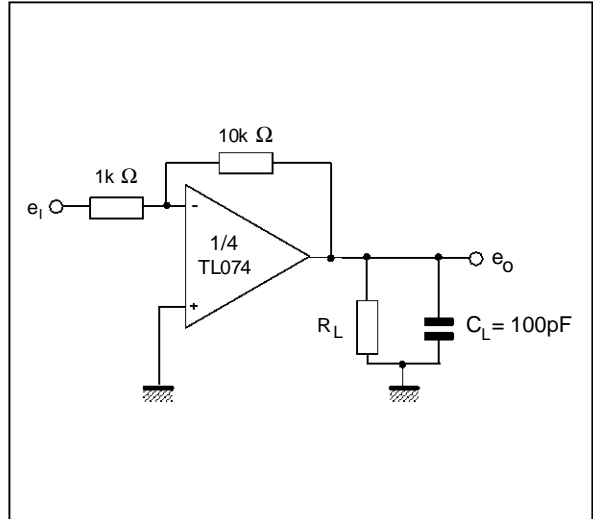 10k Ω
1k Ω
eI
-
1/4
TL074
+
eo
RL
CL= 100pF